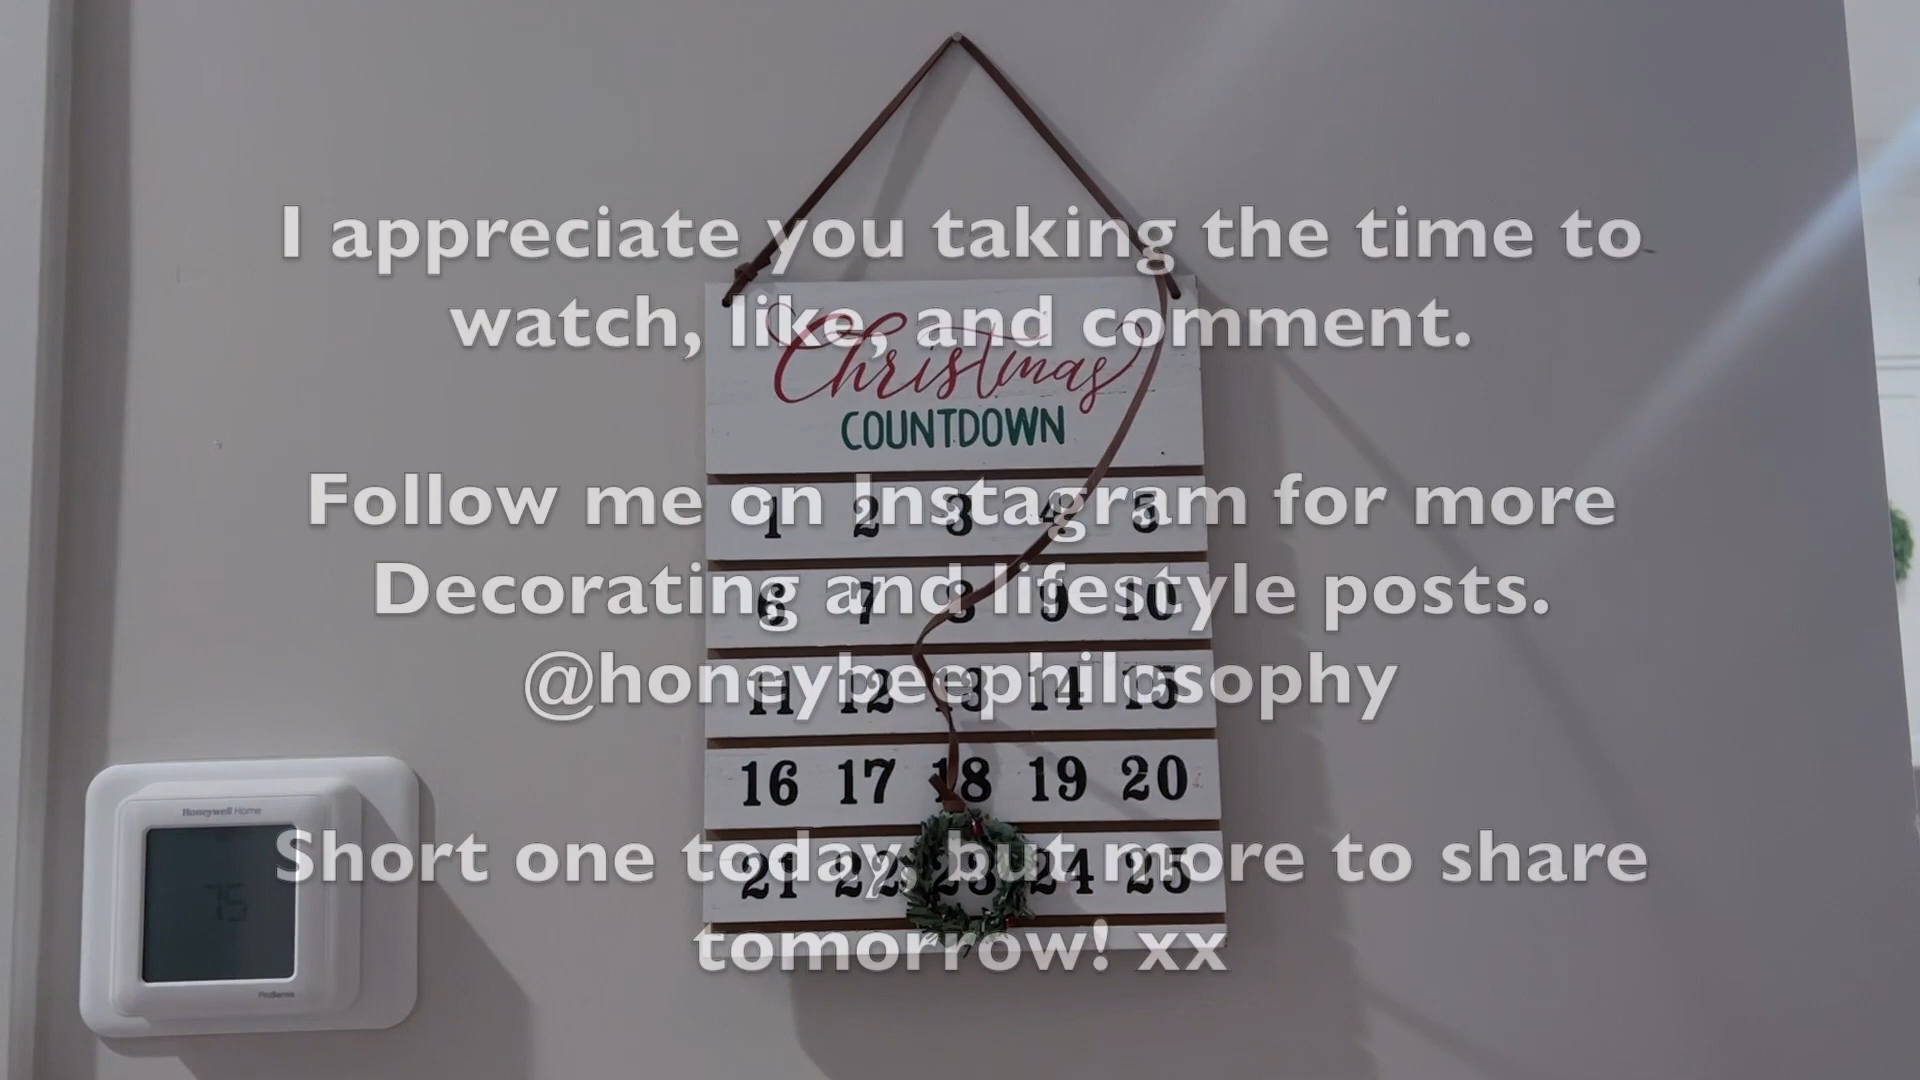 I appreciate you taking the time to
watch, like, and comment.
Christmas
COUNTDOWN
Follow me on Instagram for more
1 2 3 4 5
Decorating and lifestyle posts.
6 7 8 9 10
@honeybeephilosophy
11 12 13 14 15
16 17 18 19 20
Honeywell Home
75
ProSeries
Short one today, but more to share
21 22 23 24 25
tomorrow! xx